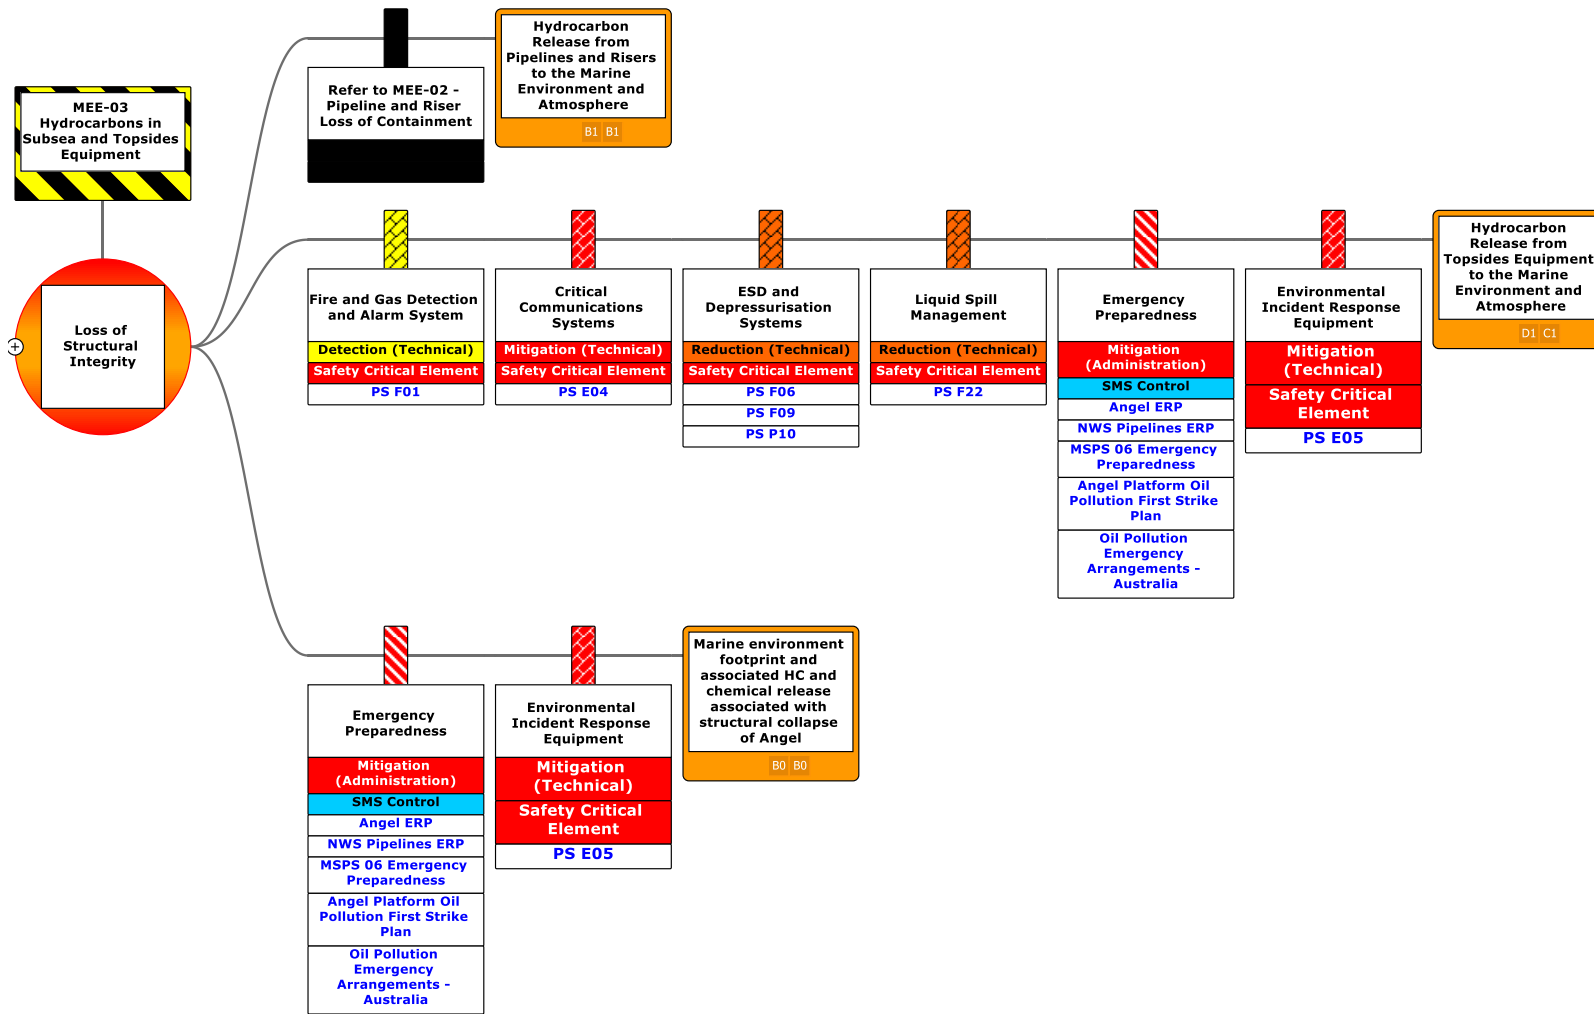 MEE-03
Hydrocarbons in
Subsea and Topsides
Equipment
Loss of
Structural
Integrity
Refer to MEE-02 -
Pipeline and Riser
Loss of Containment
Hydrocarbon
Release from
Pipelines and Risers
to the Marine
Environment and
Atmosphere
B1 B1
Fire and Gas Detection
and Alarm System
Detection (Technical)
Safety Critical Element
PS F01
Critical
Communications
Systems
Mitigation (Technical)
Safety Critical Element
PS E04
ESD and
Depressurisation
Systems
Reduction (Technical)
Safety Critical Element
PS F06
PS F09
PS P10
Liquid Spill
Management
Reduction (Technical)
Safety Critical Element
PS F22
Emergency
Preparedness
Mitigation
(Administration)
SMS Control
Angel ERP
NWS Pipelines ERP
MSPS 06 Emergency
Preparedness
Angel Platform Oil
Pollution First Strike
Plan
Oil Pollution
Emergency
Arrangements -
Australia
Environmental
Incident Response
Equipment
Mitigation
(Technical)
Safety Critical
Element
PS E05
Hydrocarbon
Release from
Topsides Equipment
to the Marine
Environment and
Atmosphere
D1 C1
Emergency
Preparedness
Mitigation
(Administration)
SMS Control
Angel ERP
NWS Pipelines ERP
MSPS 06 Emergency
Preparedness
Angel Platform Oil
Pollution First Strike
Plan
Oil Pollution
Emergency
Arrangements -
Australia
Environmental
Incident Response
Equipment
Mitigation
(Technical)
Safety Critical
Element
PS E05
Marine environment
footprint and
associated HC and
chemical release
associated with
structural collapse
of Angel
B0 B0